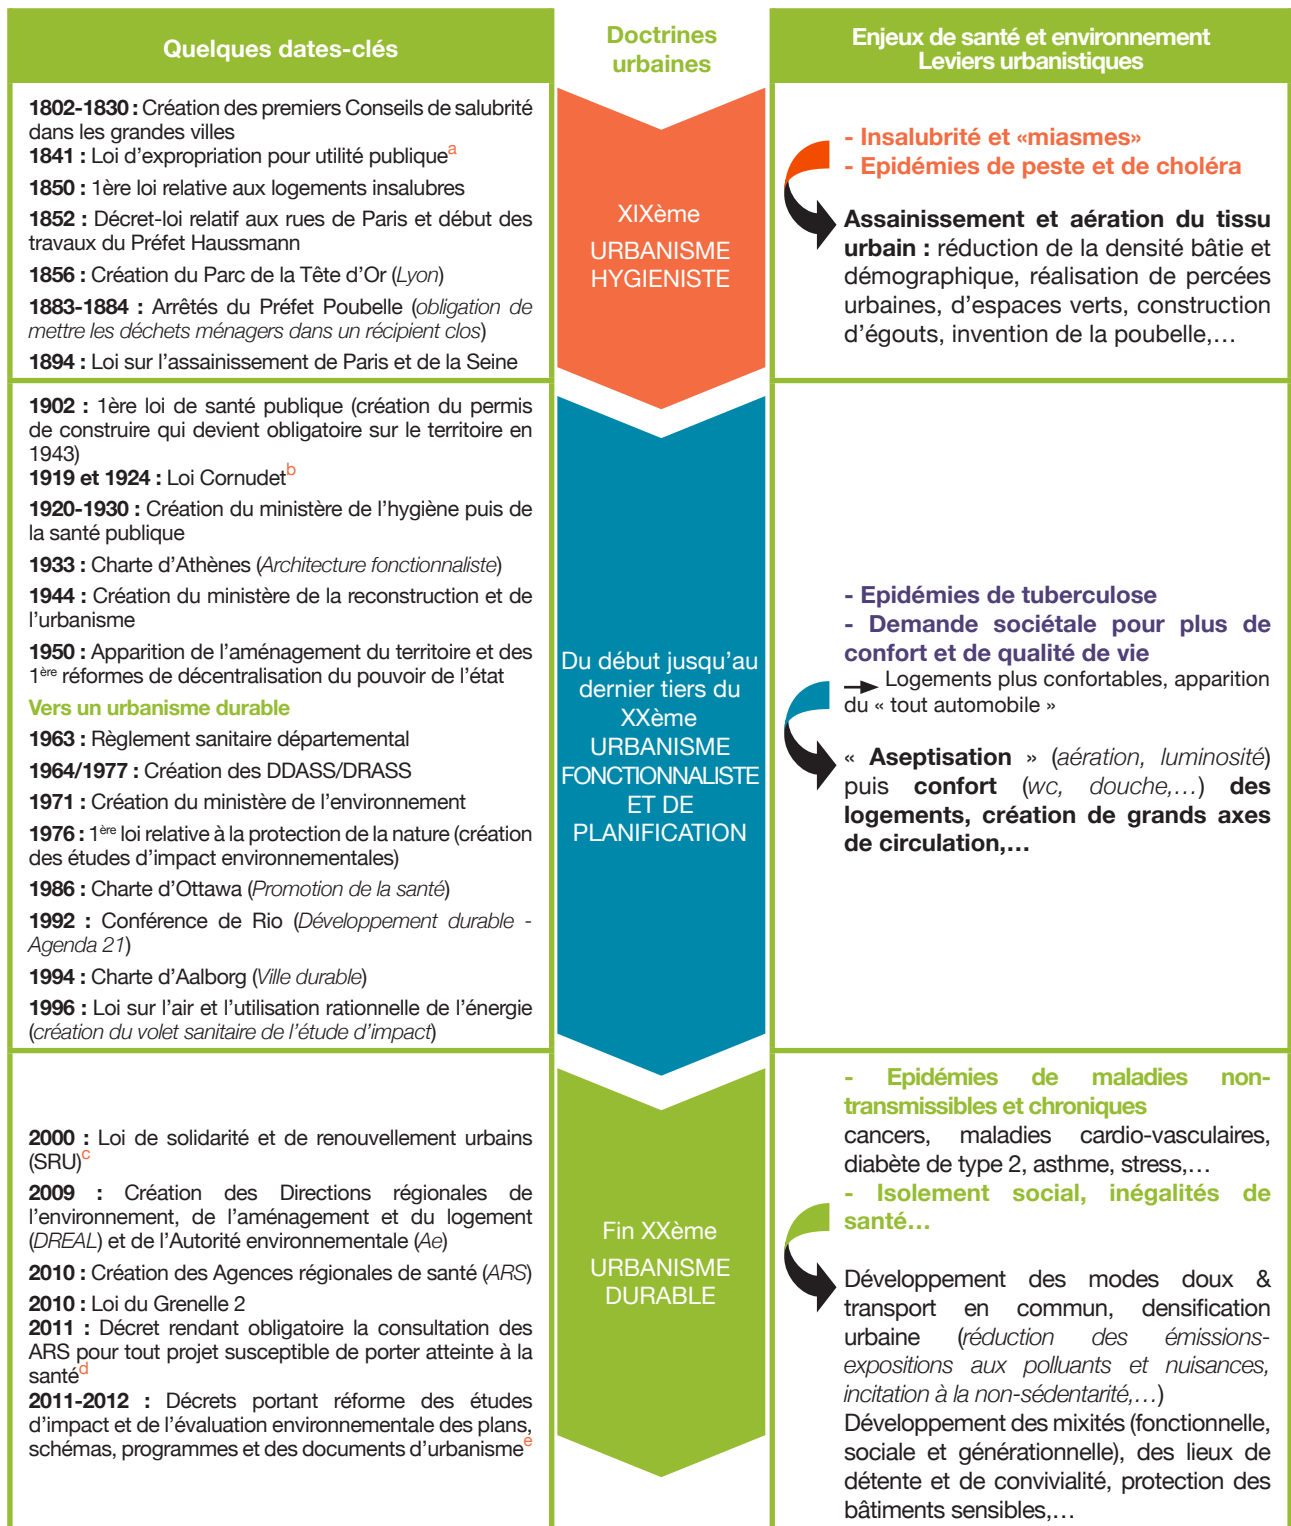 Quelques dates-clés
Doctrines
urbaines
Enjeux de santé et environnement
Leviers urbanistiques
1802-1830 : Création des premiers Conseils de salubrité
dans les grandes villes
1841 : Loi d'expropriation pour utilité publiqueᵃ
1850 : 1ère loi relative aux logements insalubres
1852 : Décret-loi relatif aux rues de Paris et début des
travaux du Préfet Haussmann
1856 : Création du Parc de la Tête d'Or (Lyon)
1883-1884 : Arrêtés du Préfet Poubelle (obligation de
mettre les déchets ménagers dans un récipient clos)
1894 : Loi sur l'assainissement de Paris et de la Seine
XIXème
URBANISME
HYGIENISTE
- Insalubrité et «miasmes»
- Epidémies de peste et de choléra
Assainissement et aération du tissu
urbain : réduction de la densité bâtie et
démographique, réalisation de percées
urbaines, d'espaces verts, construction
d'égouts, invention de la poubelle,…
1902 : 1ère loi de santé publique (création du permis
de construire qui devient obligatoire sur le territoire en
1943)
1919 et 1924 : Loi Cornudetᵇ
1920-1930 : Création du ministère de l'hygiène puis de
la santé publique
1933 : Charte d'Athènes (Architecture fonctionnaliste)
1944 : Création du ministère de la reconstruction et de
l'urbanisme
1950 : Apparition de l'aménagement du territoire et des
1ère réformes de décentralisation du pouvoir de l'état
Vers un urbanisme durable
1963 : Règlement sanitaire départemental
1964/1977 : Création des DDASS/DRASS
1971 : Création du ministère de l'environnement
1976 : 1ère loi relative à la protection de la nature (création
des études d'impact environnementales)
1986 : Charte d'Ottawa (Promotion de la santé)
1992 : Conférence de Rio (Développement durable -
Agenda 21)
1994 : Charte d'Aalborg (Ville durable)
1996 : Loi sur l'air et l'utilisation rationnelle de l'énergie
(création du volet sanitaire de l'étude d'impact)
Du début jusqu'au
dernier tiers du
XXème
URBANISME
FONCTIONNALISTE
ET DE
PLANIFICATION
- Epidémies de tuberculose
- Demande sociétale pour plus de
confort et de qualité de vie
Logements plus confortables, apparition
du « tout automobile »
« Aseptisation » (aération, luminosité)
puis confort (wc, douche,…) des
logements, création de grands axes
de circulation,…
2000 : Loi de solidarité et de renouvellement urbains
(SRU)ᶜ
2009 : Création des Directions régionales de
l'environnement, de l'aménagement et du logement
(DREAL) et de l'Autorité environnementale (Ae)
2010 : Création des Agences régionales de santé (ARS)
2010 : Loi du Grenelle 2
2011 : Décret rendant obligatoire la consultation des
ARS pour tout projet susceptible de porter atteinte à la
santéᵈ
2011-2012 : Décrets portant réforme des études
d'impact et de l'évaluation environnementale des plans,
schémas, programmes et des documents d'urbanismeᵉ
Fin XXème
URBANISME
DURABLE
- Epidémies de maladies non-
transmissibles et chroniques
cancers, maladies cardio-vasculaires,
diabète de type 2, asthme, stress,…
- Isolement social, inégalités de
santé…
Développement des modes doux &
transport en commun, densification
urbaine (réduction des émissions-
expositions aux polluants et nuisances,
incitation à la non-sédentarité,…)
Développement des mixités (fonctionnelle,
sociale et générationnelle), des lieux de
détente et de convivialité, protection des
bâtiments sensibles,…